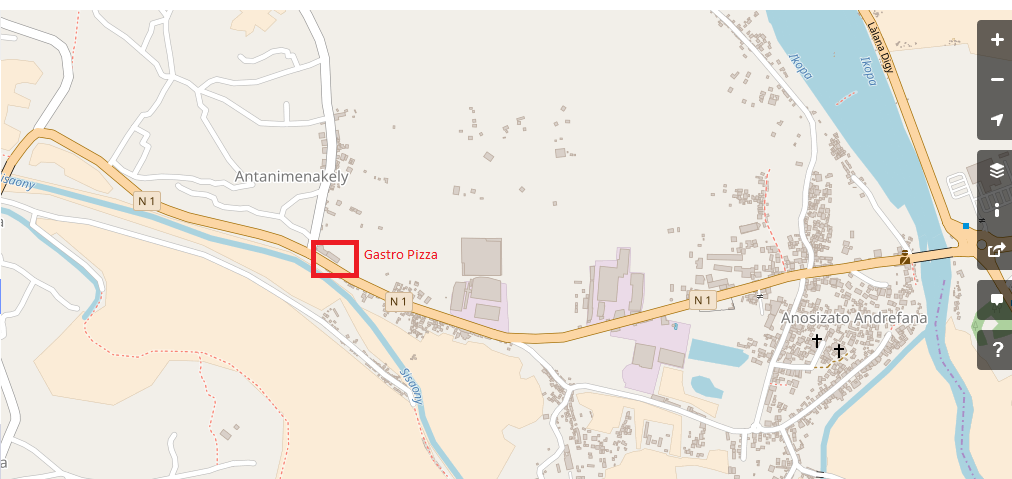 Lalana Digy
Ikopa
Ikopa
Antanimenakely
Sisaony
N 1
Gastro Pizza
N 1
N 1
Anosizato Andrefana
Sisaony
a
a
+
−
i
?